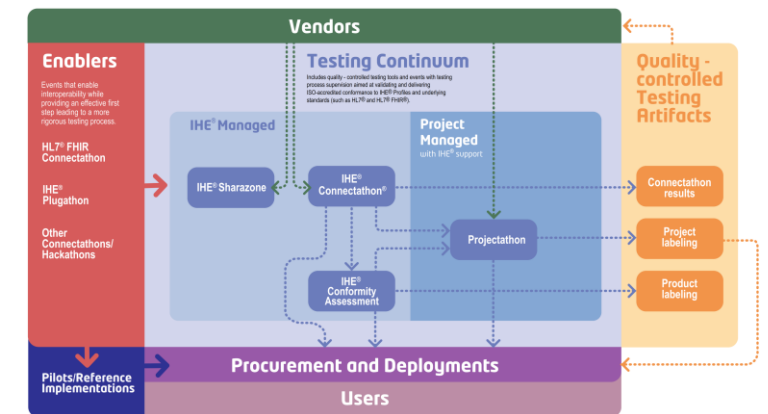 Vendors
Enablers
Events that enable
interoperability while
providing an effective first
step leading to a more
rigorous testing process.
HL7® FHIR
Connectathon
IHE®
Plugathon
Other
Connectathons/
Hackathons
Testing Continuum
Includes quality - controlled testing tools and events with testing
process supervision aimed at validating and delivering
ISO-accredited conformance to IHE® Profiles and underlying
standards (such as HL7® and HL7® FHIR®).
IHE® Managed
IHE® Sharazone
IHE®
Connectathon®
IHE®
Conformity
Assessment
Project
Managed
with IHE® support
Projectathon
Quality -
controlled
Testing
Artifacts
Connectathon
results
Project
labeling
Product
labeling
Pilots/Reference
Implementations
Procurement and Deployments
Users